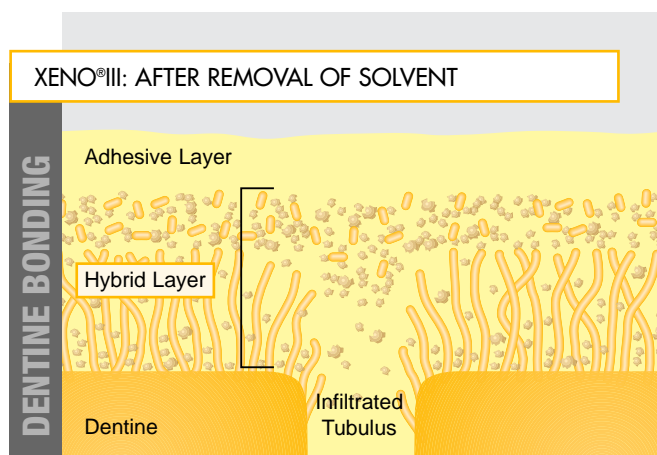 XENO®III: AFTER REMOVAL OF SOLVENT
DENTINE BONDING
Adhesive Layer
Hybrid Layer
Dentine
Infiltrated
Tubulus